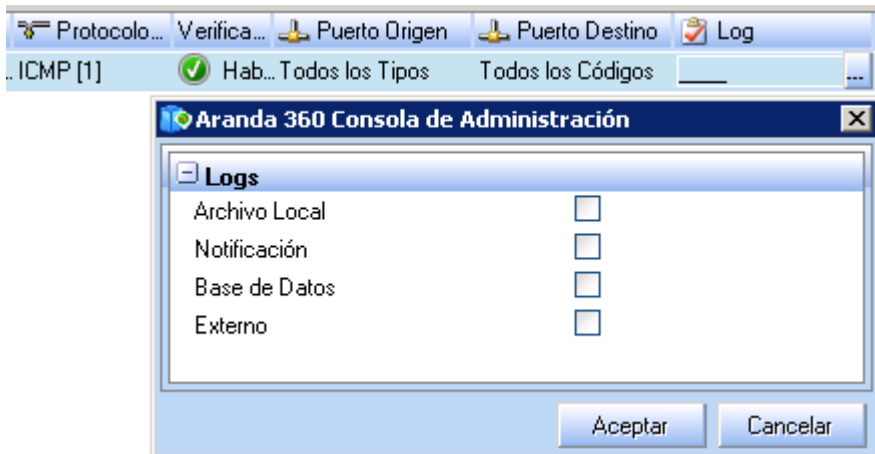 Protocolo... Verifica... Puerto Origen Puerto Destino Log
.. ICMP [1] Hab... Todos los Tipos Todos los Códigos ____ ...
Aranda 360 Consola de Administración
Logs
Archivo Local
Notificación
Base de Datos
Externo
Aceptar Cancelar